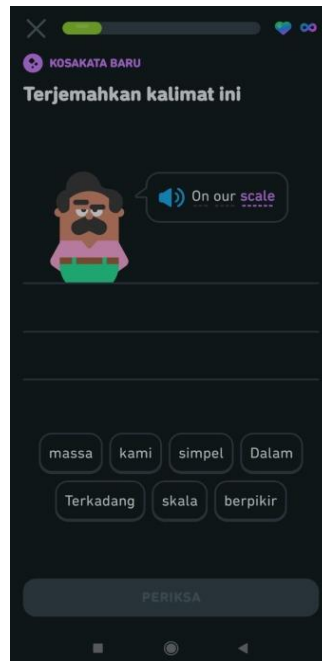 KOSAKATA BARU
Terjemahkan kalimat ini
On our scale
massa kami simpel Dalam
Terkadang skala berpikir
PERIKSA